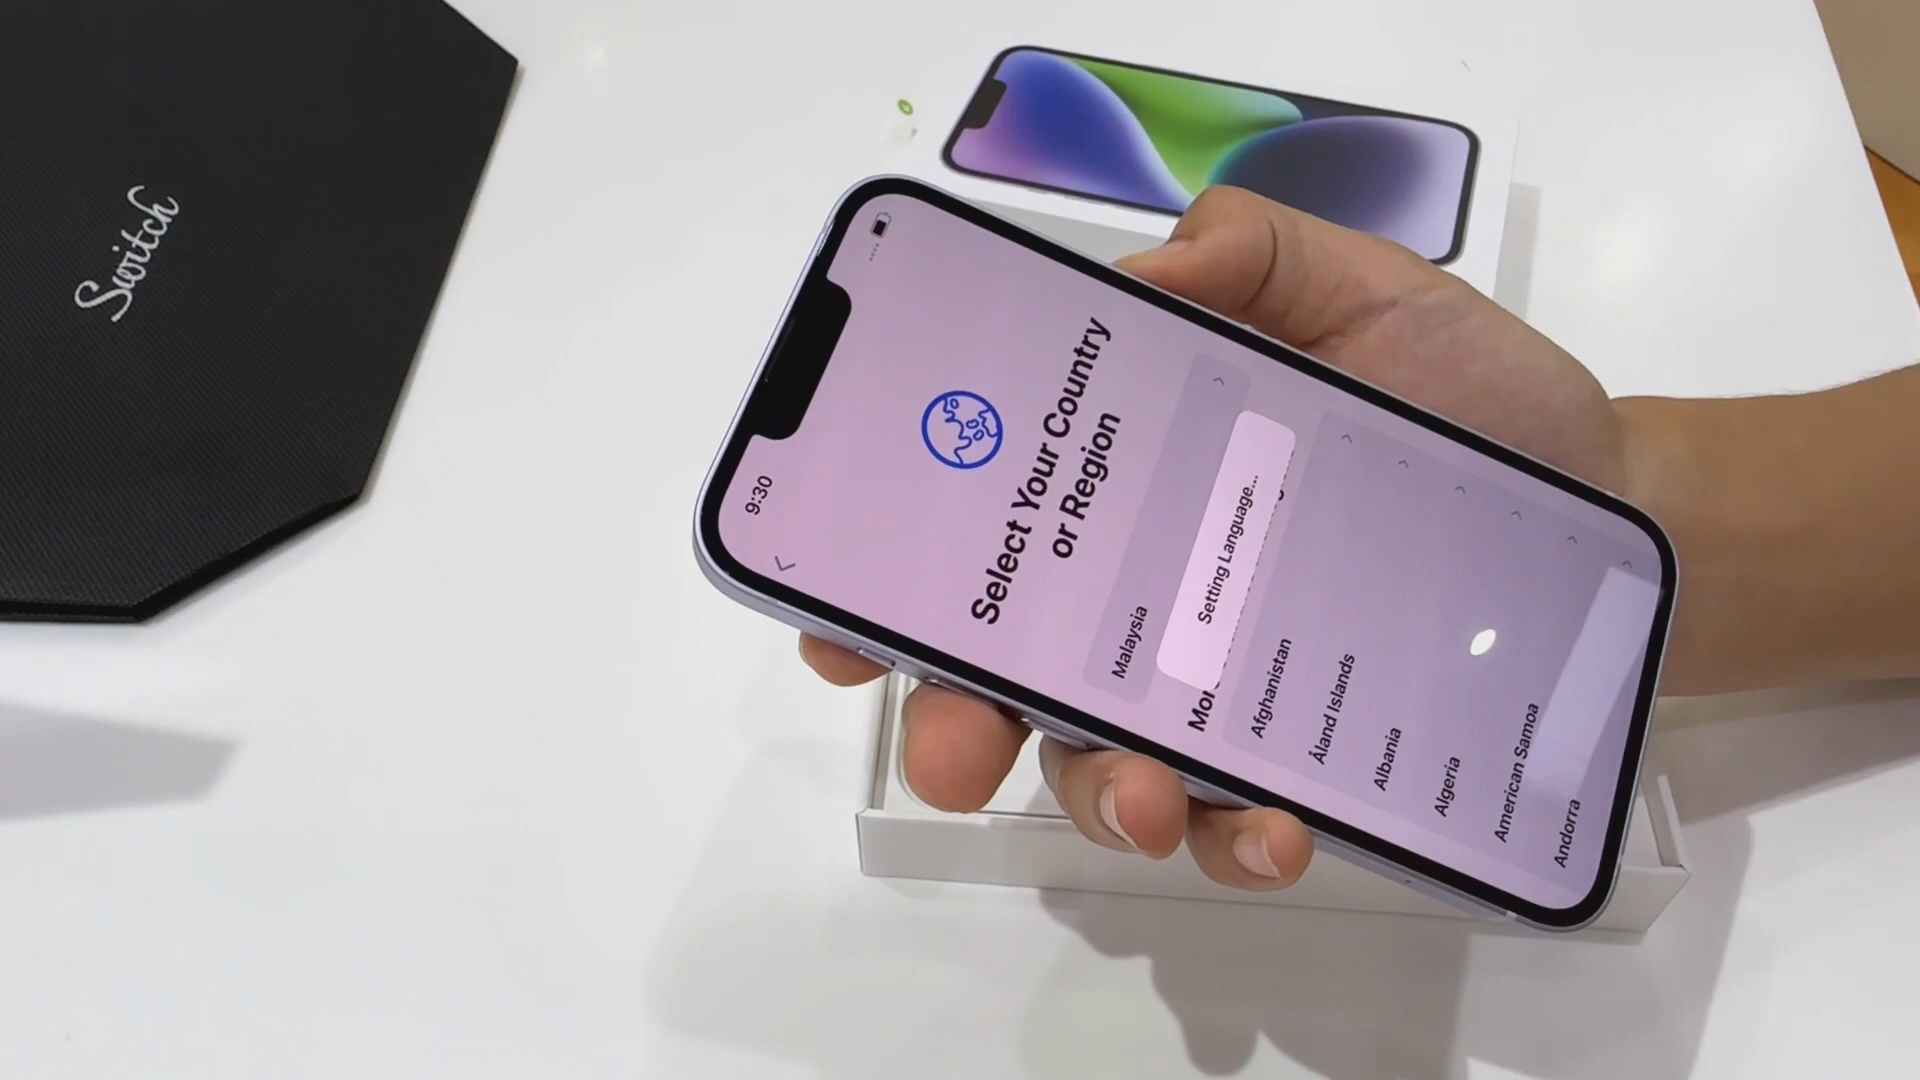 Switch
9:30
Select Your Country
or Region
Malaysia
Setting Language...
Afghanistan
Åland Islands
Albania
Algeria
American Samoa
Andorra